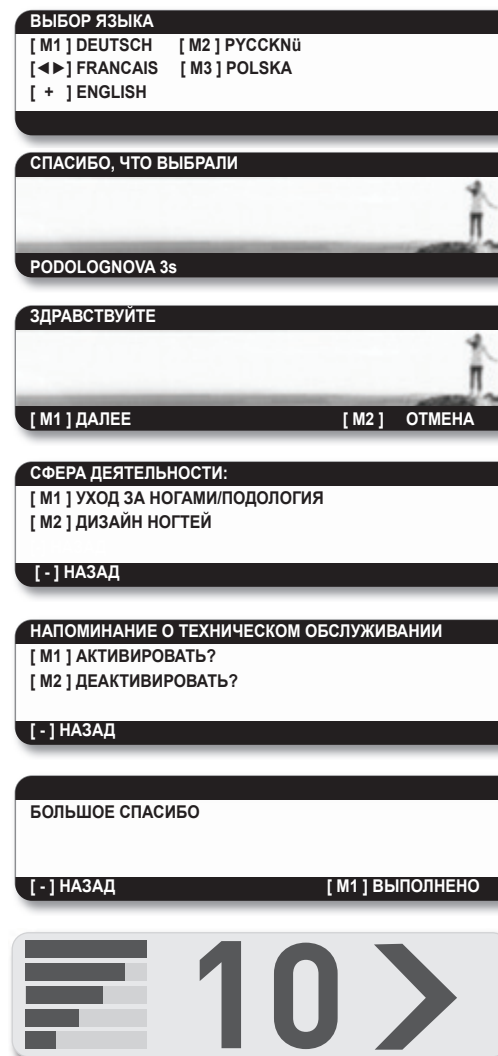 ВЫБОР ЯЗЫКА
[ M1 ] DEUTSCH [ M2 ] PYCCKNü
[◄►] FRANCAIS [ M3 ] POLSKA
[ + ] ENGLISH
СПАСИБО, ЧТО ВЫБРАЛИ
PODOLOGNOVA 3s
ЗДРАВСТВУЙТЕ
[ M1 ] ДАЛЕЕ [ M2 ] ОТМЕНА
СФЕРА ДЕЯТЕЛЬНОСТИ:
[ M1 ] УХОД ЗА НОГАМИ/ПОДОЛОГИЯ
[ M2 ] ДИЗАЙН НОГТЕЙ
[ - ] НАЗАД
НАПОМИНАНИЕ О ТЕХНИЧЕСКОМ ОБСЛУЖИВАНИИ
[ M1 ] АКТИВИРОВАТЬ?
[ M2 ] ДЕАКТИВИРОВАТЬ?
[ - ] НАЗАД
БОЛЬШОЕ СПАСИБО
[ - ] НАЗАД [ M1 ] ВЫПОЛНЕНО
10 >